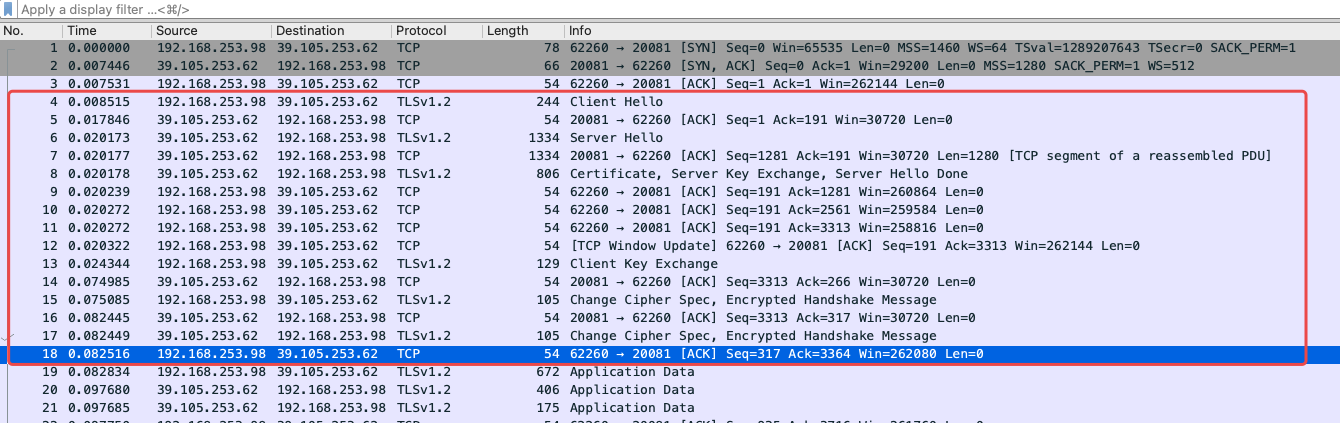 Apply a display filter …<⌘/>
No. Time Source Destination Protocol Length Info
1 0.000000 192.168.253.98 39.105.253.62 TCP 78 62260 → 20081 [SYN] Seq=0 Win=65535 Len=0 MSS=1460 WS=64 TSval=1289207643 TSecr=0 SACK_PERM=1
2 0.007446 39.105.253.62 192.168.253.98 TCP 66 20081 → 62260 [SYN, ACK] Seq=0 Ack=1 Win=29200 Len=0 MSS=1280 SACK_PERM=1 WS=512
3 0.007531 192.168.253.98 39.105.253.62 TCP 54 62260 → 20081 [ACK] Seq=1 Ack=1 Win=262144 Len=0
4 0.008515 192.168.253.98 39.105.253.62 TLSv1.2 244 Client Hello
5 0.017846 39.105.253.62 192.168.253.98 TCP 54 20081 → 62260 [ACK] Seq=1 Ack=191 Win=30720 Len=0
6 0.020173 39.105.253.62 192.168.253.98 TLSv1.2 1334 Server Hello
7 0.020177 39.105.253.62 192.168.253.98 TCP 1334 20081 → 62260 [ACK] Seq=1281 Ack=191 Win=30720 Len=1280 [TCP segment of a reassembled PDU]
8 0.020178 39.105.253.62 192.168.253.98 TLSv1.2 806 Certificate, Server Key Exchange, Server Hello Done
9 0.020239 192.168.253.98 39.105.253.62 TCP 54 62260 → 20081 [ACK] Seq=191 Ack=1281 Win=260864 Len=0
10 0.020272 192.168.253.98 39.105.253.62 TCP 54 62260 → 20081 [ACK] Seq=191 Ack=2561 Win=259584 Len=0
11 0.020272 192.168.253.98 39.105.253.62 TCP 54 62260 → 20081 [ACK] Seq=191 Ack=3313 Win=258816 Len=0
12 0.020322 192.168.253.98 39.105.253.62 TCP 54 [TCP Window Update] 62260 → 20081 [ACK] Seq=191 Ack=3313 Win=262144 Len=0
13 0.024344 192.168.253.98 39.105.253.62 TLSv1.2 129 Client Key Exchange
14 0.074985 39.105.253.62 192.168.253.98 TCP 54 20081 → 62260 [ACK] Seq=3313 Ack=266 Win=30720 Len=0
15 0.075085 192.168.253.98 39.105.253.62 TLSv1.2 105 Change Cipher Spec, Encrypted Handshake Message
16 0.082445 39.105.253.62 192.168.253.98 TCP 54 20081 → 62260 [ACK] Seq=3313 Ack=317 Win=30720 Len=0
17 0.082449 39.105.253.62 192.168.253.98 TLSv1.2 105 Change Cipher Spec, Encrypted Handshake Message
18 0.082516 192.168.253.98 39.105.253.62 TCP 54 62260 → 20081 [ACK] Seq=317 Ack=3364 Win=262080 Len=0
19 0.082834 192.168.253.98 39.105.253.62 TLSv1.2 672 Application Data
20 0.097680 39.105.253.62 192.168.253.98 TLSv1.2 406 Application Data
21 0.097685 39.105.253.62 192.168.253.98 TLSv1.2 175 Application Data